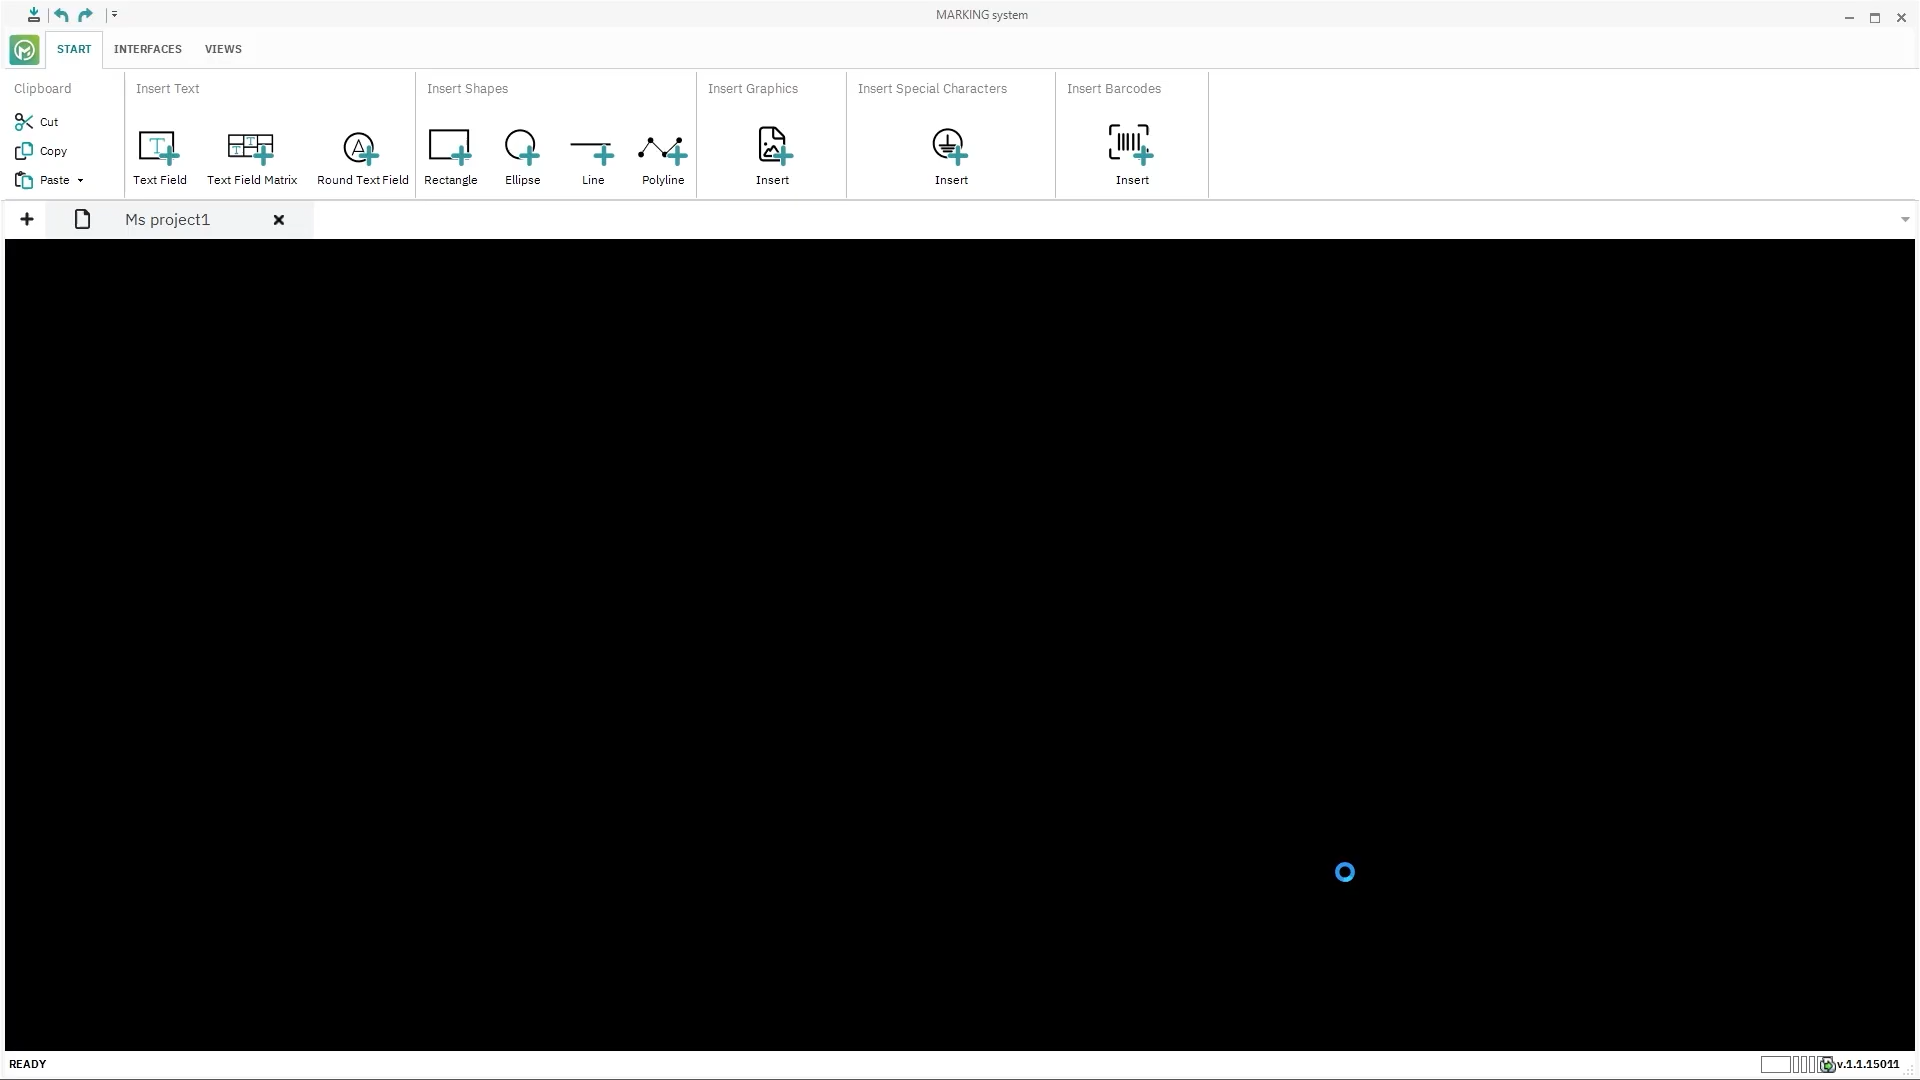 MARKING system
START INTERFACES VIEWS
Clipboard
Cut
Copy
Paste
Insert Text
Text Field Text Field Matrix Round Text Field
Insert Shapes
Rectangle Ellipse Line Polyline
Insert Graphics
Insert
Insert Special Characters
Insert
Insert Barcodes
Insert
Ms project1
READY
v.1.1.15011